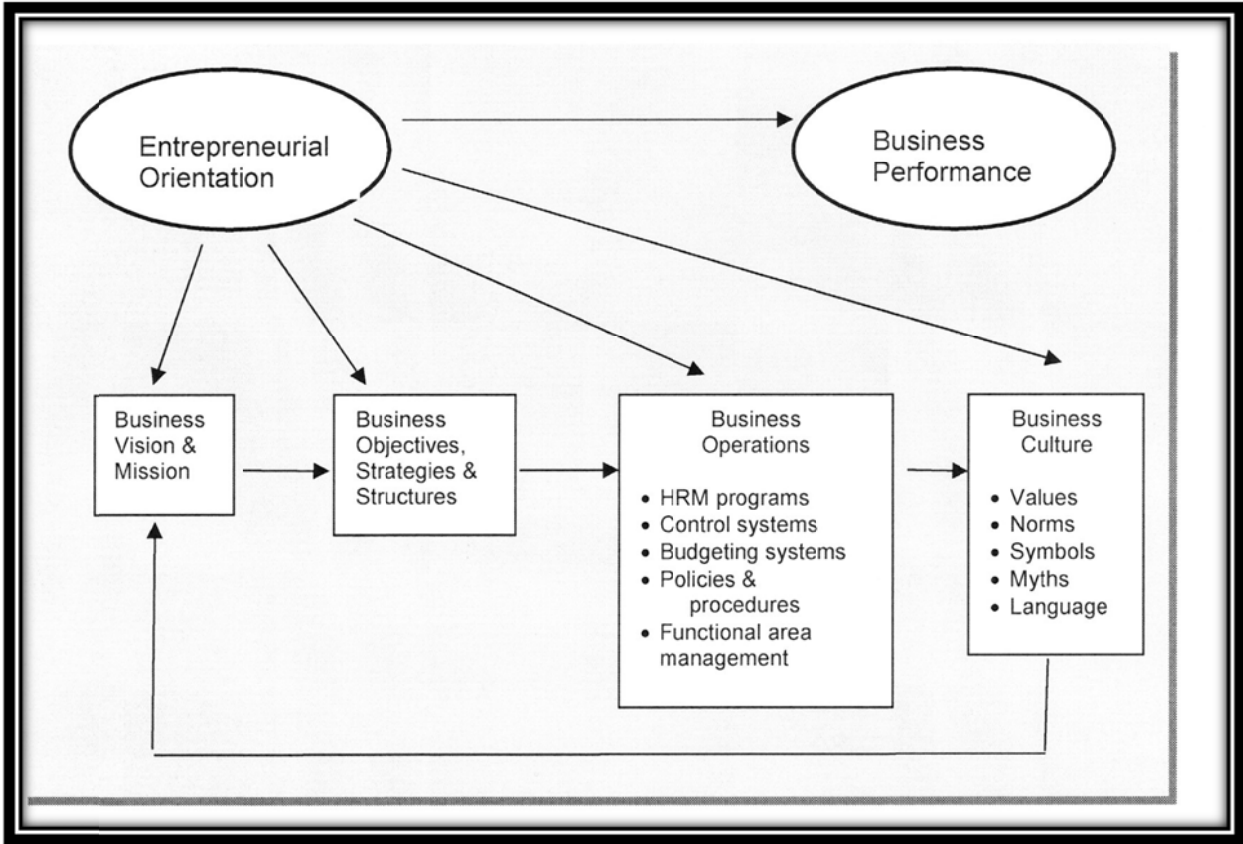 Entrepreneurial
Orientation
Business
Performance
Business
Vision &
Mission
Business
Objectives,
Strategies &
Structures
Business
Operations
• HRM programs
• Control systems
• Budgeting systems
• Policies &
procedures
• Functional area
management
Business
Culture
• Values
• Norms
• Symbols
• Myths
• Language